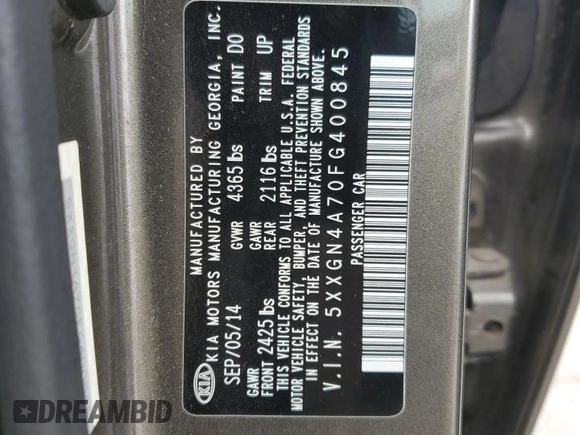 KIA
MANUFACTURED BY
KIA MOTORS MANUFACTURING GEORGIA, INC.
SEP/05/14 GVWR 4365 lbs PAINT DO
GAWR FRONT 2425 lbs GAWR REAR 2116 lbs TRIM UP
THIS VEHICLE CONFORMS TO ALL APPLICABLE U.S.A. FEDERAL
MOTOR VEHICLE SAFETY, BUMPER, AND THEFT PREVENTION STANDARDS
IN EFFECT ON THE DATE OF MANUFACTURE SHOWN ABOVE.
V.I.N. 5XXGN4A70FG400845
PASSENGER CAR
DREAMBID